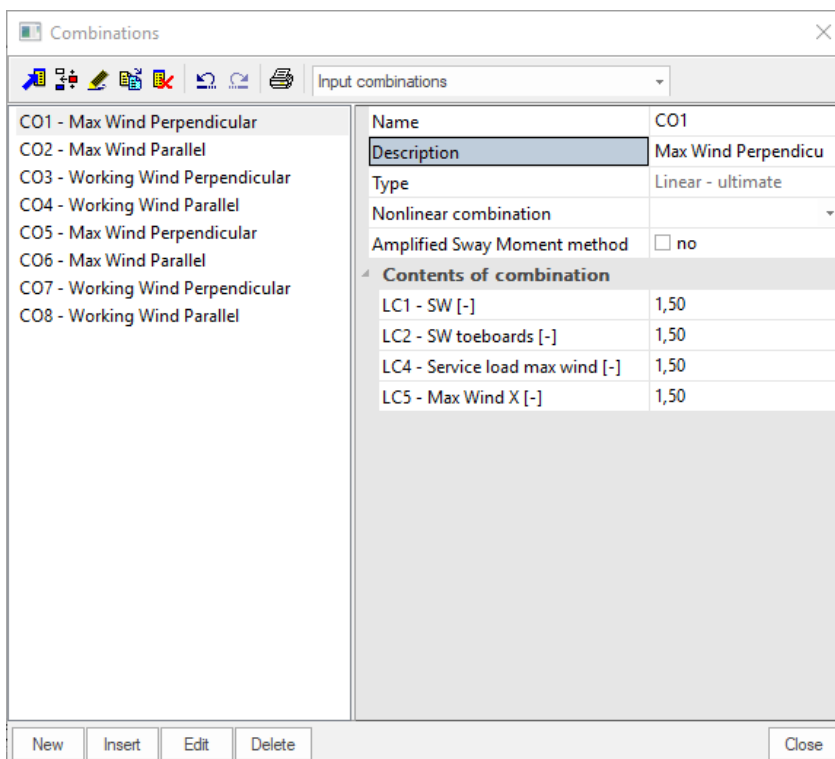 Combinations
Input combinations
CO1 - Max Wind Perpendicular
CO2 - Max Wind Parallel
CO3 - Working Wind Perpendicular
CO4 - Working Wind Parallel
CO5 - Max Wind Perpendicular
CO6 - Max Wind Parallel
CO7 - Working Wind Perpendicular
CO8 - Working Wind Parallel
Name CO1
Description Max Wind Perpendicu
Type Linear - ultimate
Nonlinear combination
Amplified Sway Moment method no
Contents of combination
LC1 - SW [-] 1,50
LC2 - SW toeboards [-] 1,50
LC4 - Service load max wind [-] 1,50
LC5 - Max Wind X [-] 1,50
New Insert Edit Delete Close